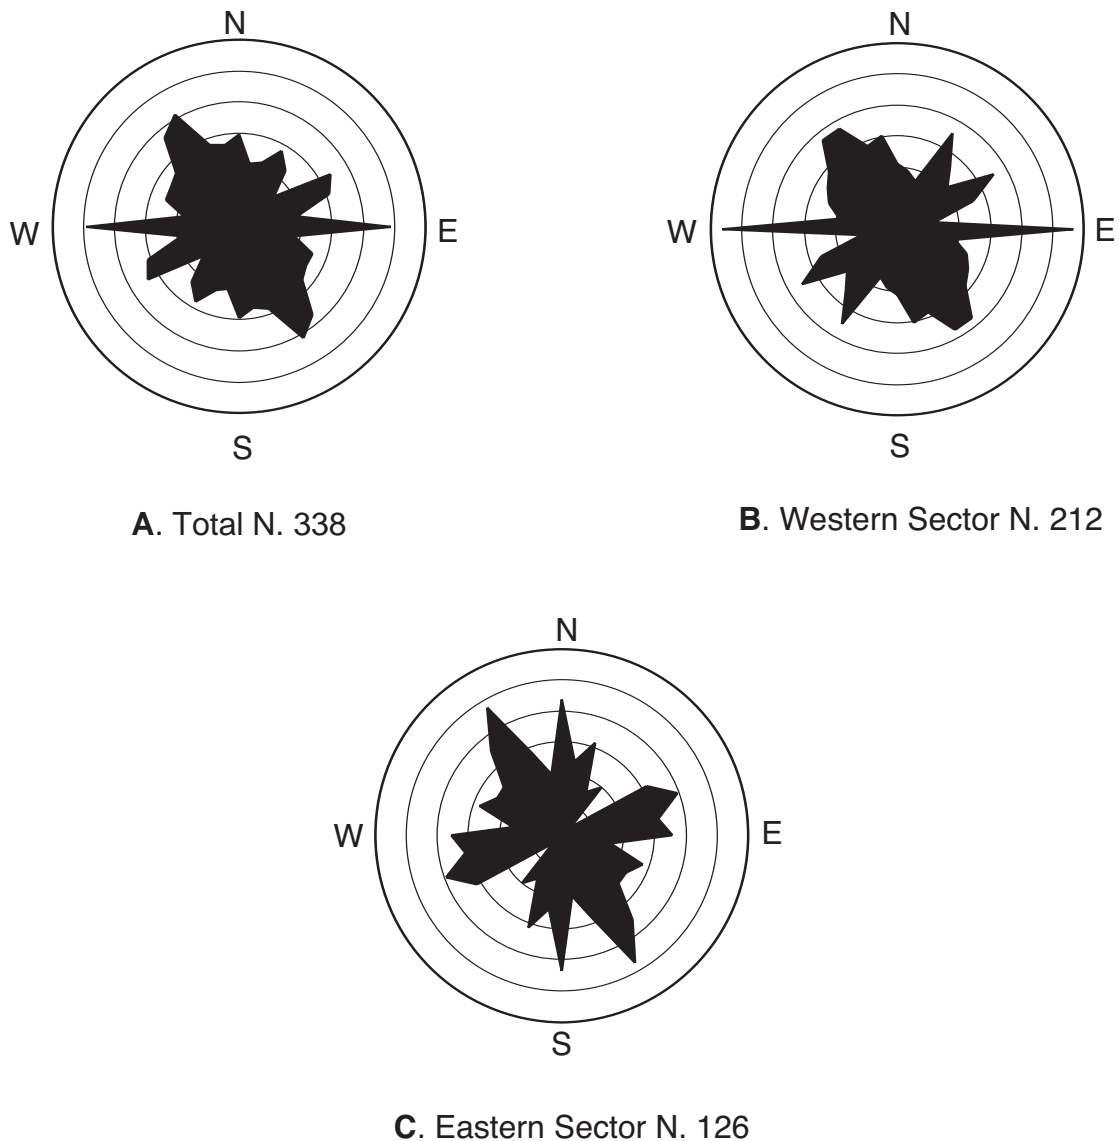 N
N
W
E
W
E
S
S
A. Total N. 338
B. Western Sector N. 212
N
W
E
S
C. Eastern Sector N. 126